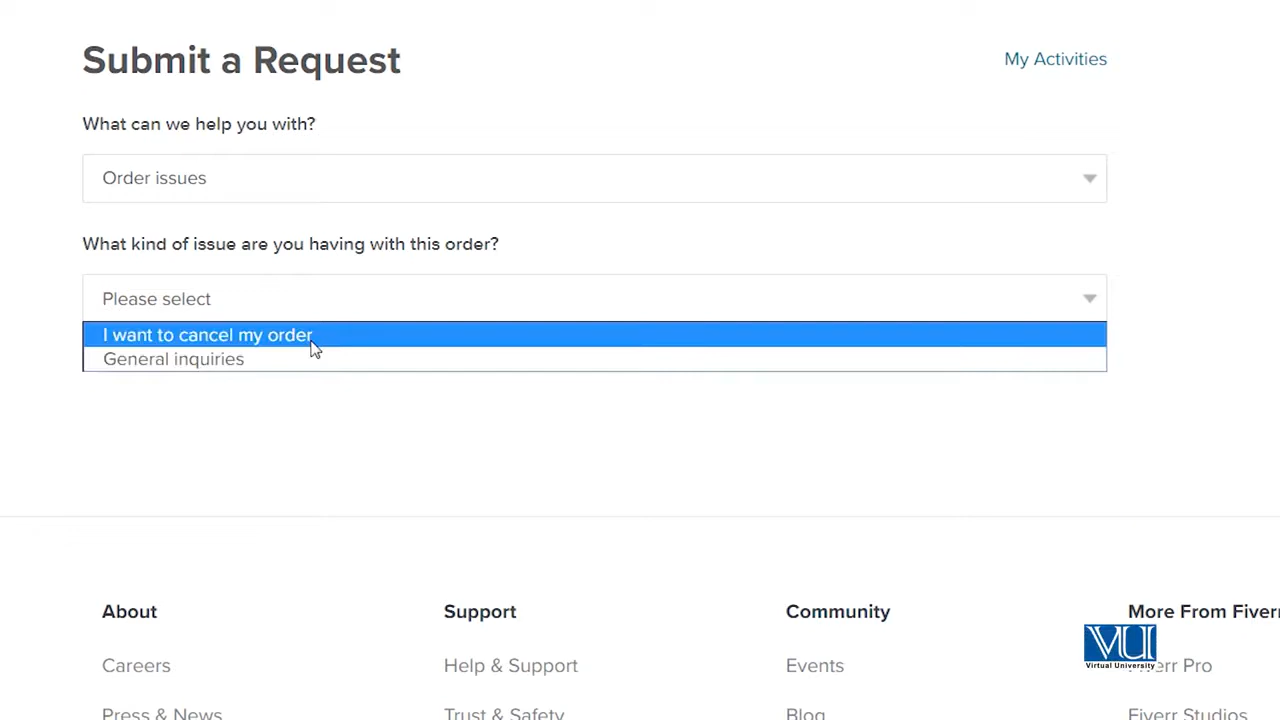 Submit a Request
My Activities
What can we help you with?
Order issues
What kind of issue are you having with this order?
Please select
I want to cancel my order
General inquiries
About
Support
Community
More From Fiverr
Careers
Help & Support
Events
Fiverr Pro
VU
Virtual University
Press & News
Trust & Safety
Blog
Fiverr Studios